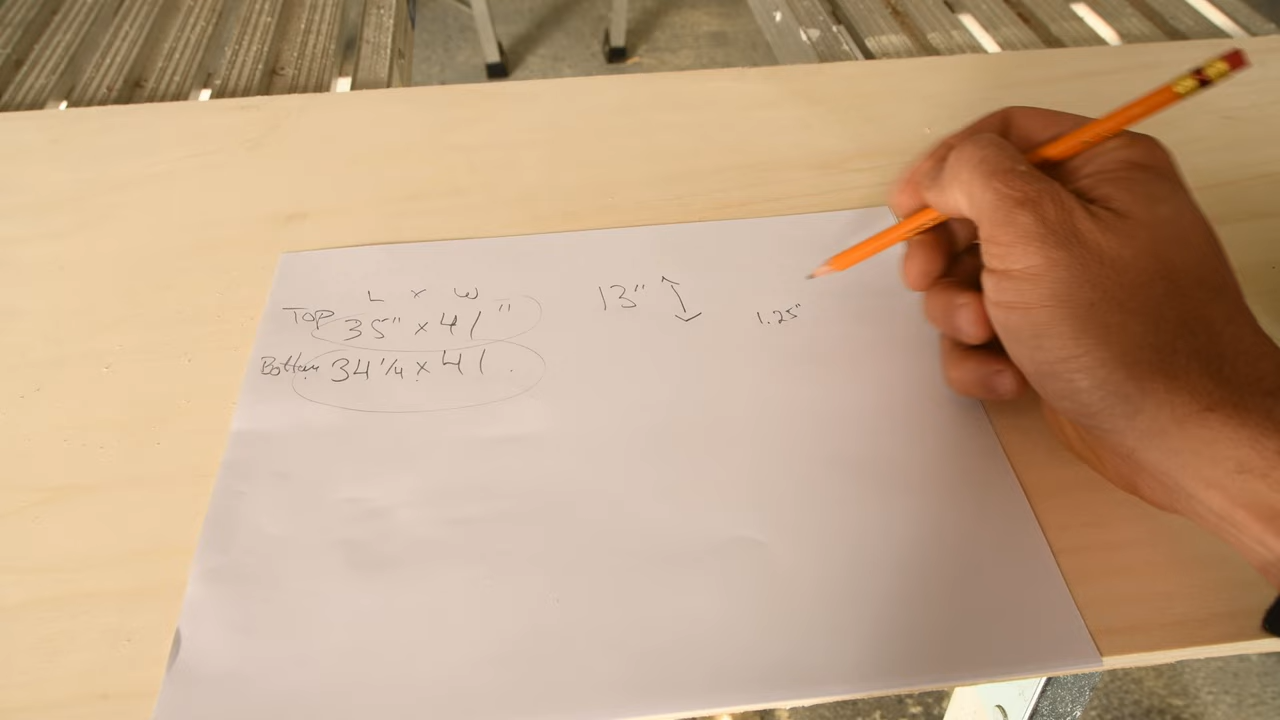 L x W
Top 35" x 41"
Bottom 34 1/4 x 41
13"
1.25"